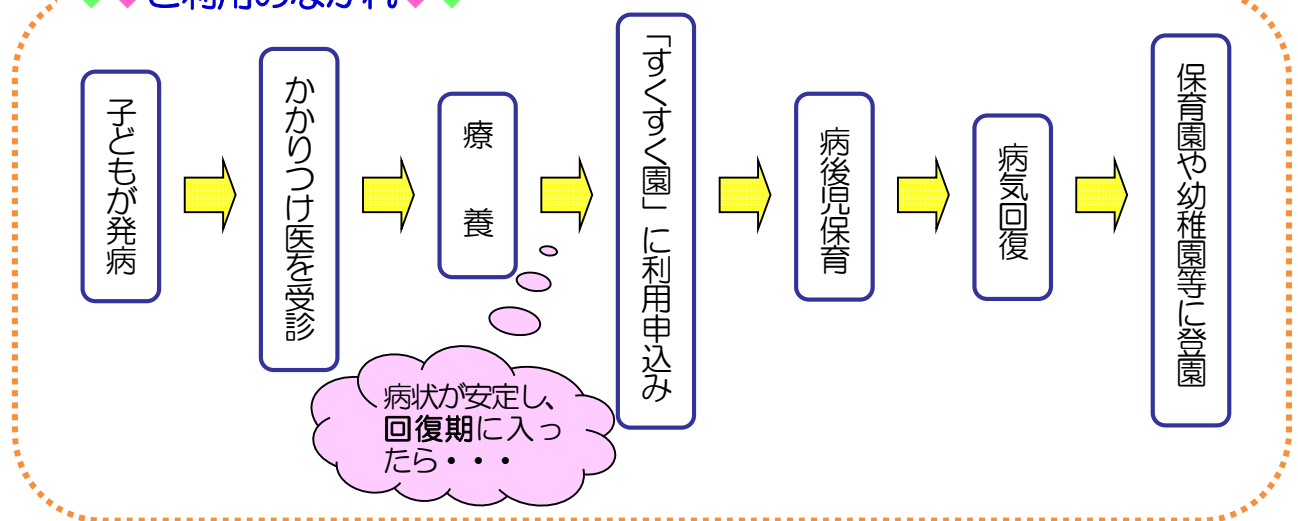 ご利用のながれ
子どもが発病
かかりつけ医を受診
療　養
「すくすく園」に利用申込み
病後児保育
病気回復
保育園や幼稚園等に登園
病状が安定し、
回復期に入っ
たら・・・